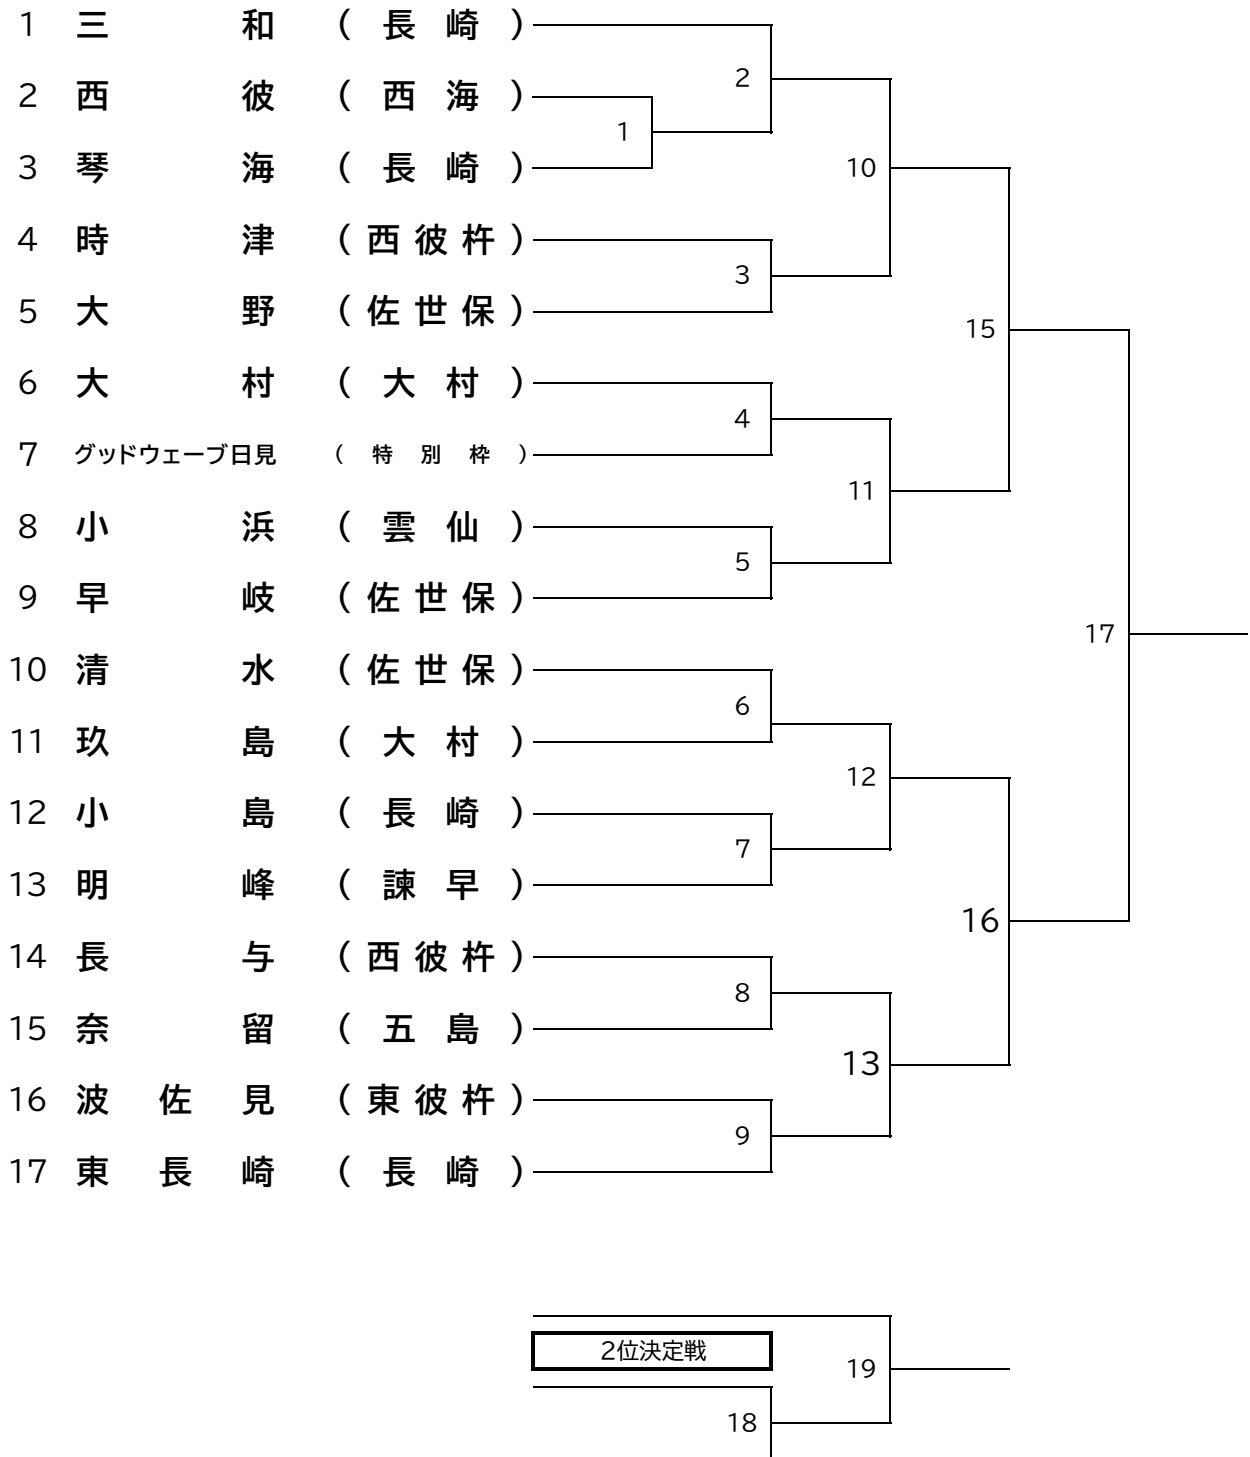 1 三和 (長崎)
2
2 西彼 (西海)
1
3 琴海 (長崎)
10
4 時津 (西彼杵)
3
5 大野 (佐世保)
15
6 大村 (大村)
4
7 グッドウェーブ日見 (特別枠)
11
8 小浜 (雲仙)
5
9 早岐 (佐世保)
17
10 清水 (佐世保)
6
11 玖島 (大村)
12
12 小島 (長崎)
7
13 明峰 (諫早)
16
14 長与 (西彼杵)
8
15 奈留 (五島)
13
16 波佐見 (東彼杵)
9
17 東長崎 (長崎)
2位決定戦
19
18